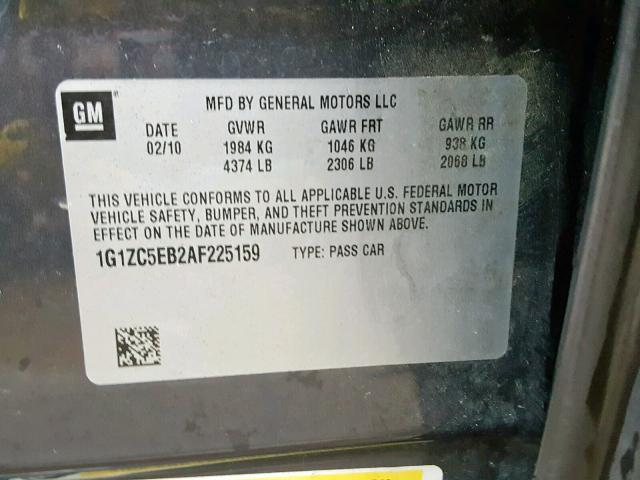 GM
MFD BY GENERAL MOTORS LLC
DATE GVWR GAWR FRT GAWR RR
02/10 1984 KG 1046 KG 938 KG
4374 LB 2306 LB 2068 LB
THIS VEHICLE CONFORMS TO ALL APPLICABLE U.S. FEDERAL MOTOR
VEHICLE SAFETY, BUMPER, AND THEFT PREVENTION STANDARDS IN
EFFECT ON THE DATE OF MANUFACTURE SHOWN ABOVE.
1G1ZC5EB2AF225159 TYPE: PASS CAR